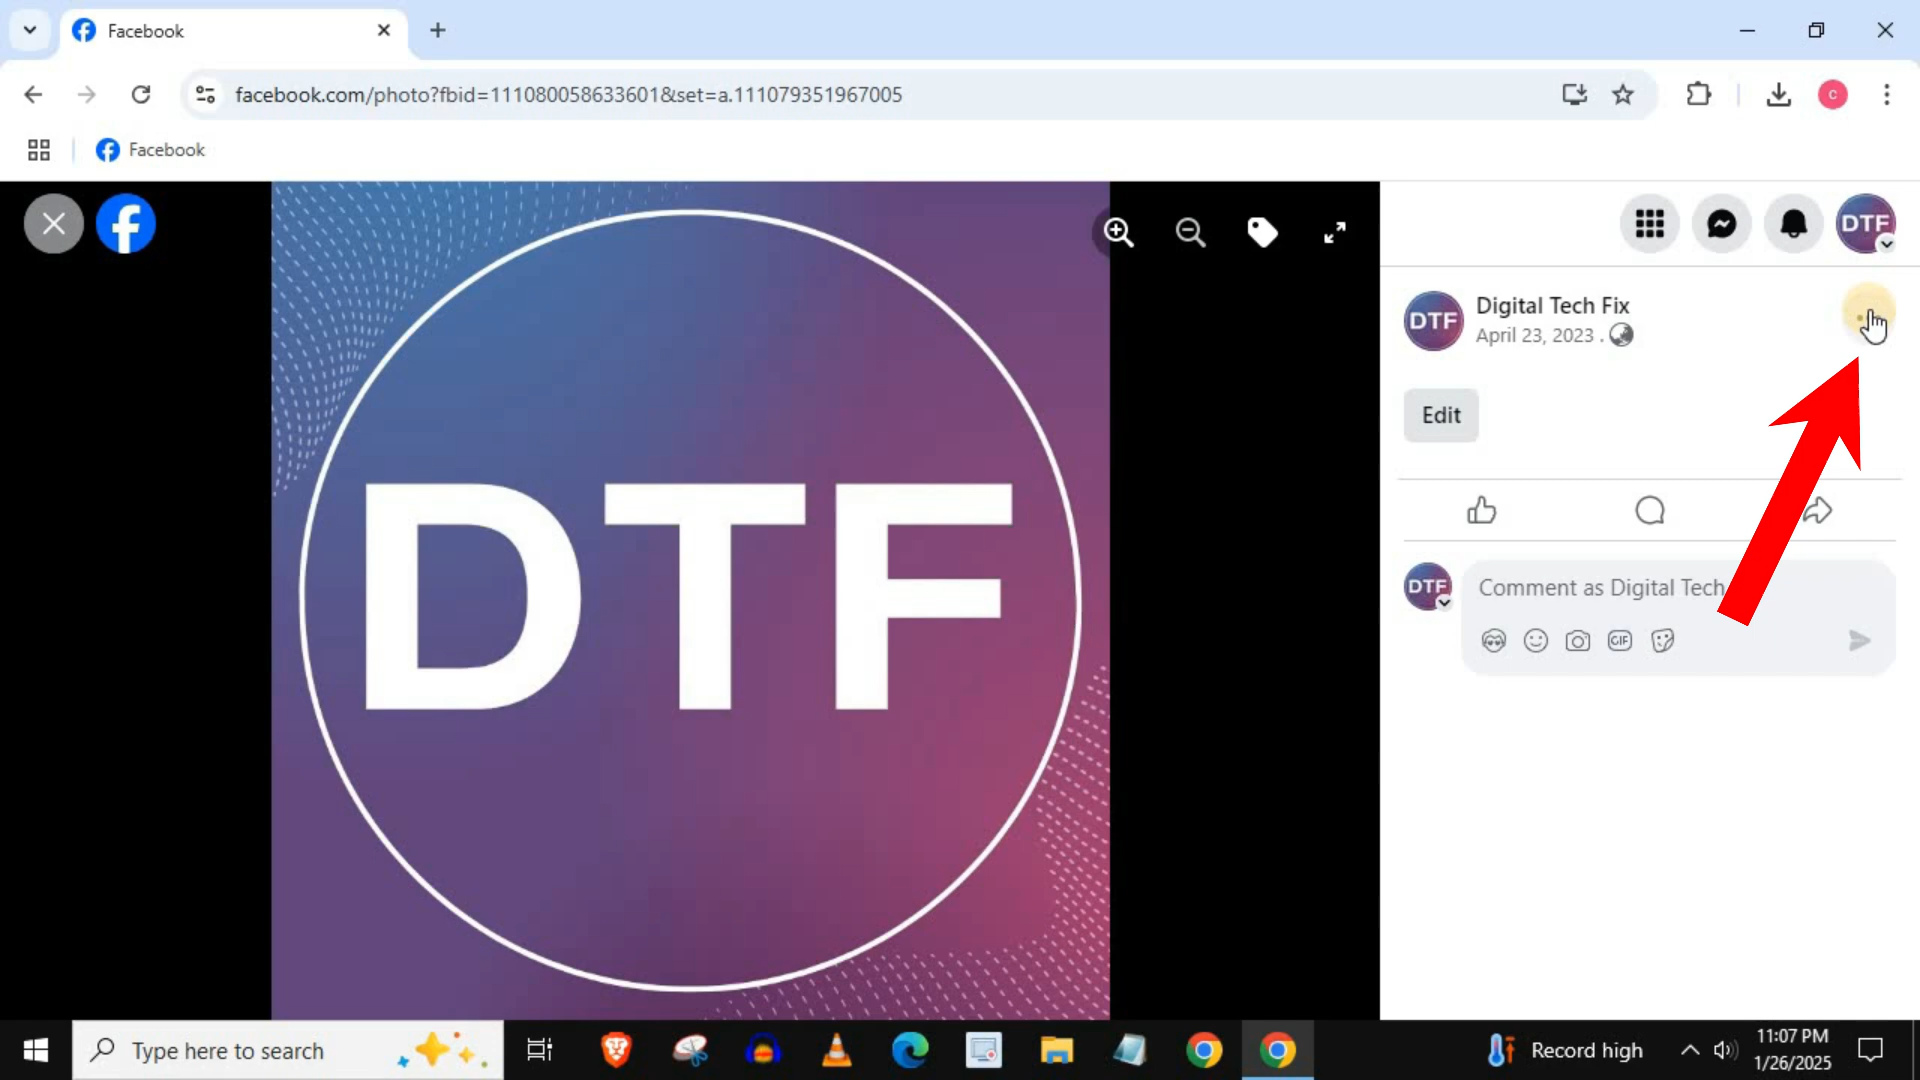 Facebook
facebook.com/photo?fbid=111080058633601&set=a.111079351967005
c
Facebook
DTF
DTF
Digital Tech Fix
April 23, 2023 .
DTF
Edit
DTF
Comment as Digital Tech
GIF
Type here to search
Record high
11:07 PM
1/26/2025